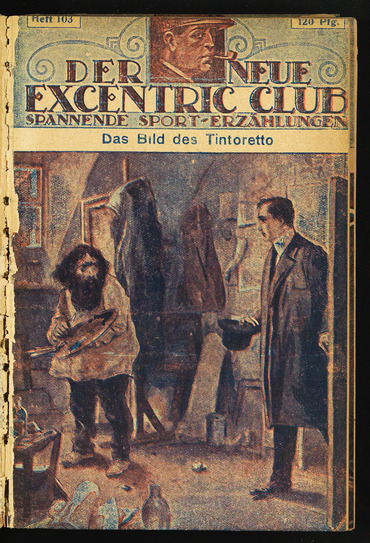 Heft 103
120 Pfg.
DER NEUE
EXCENTRIC CLUB
SPANNENDE SPORT-ERZÄHLUNGEN
Das Bild des Tintoretto